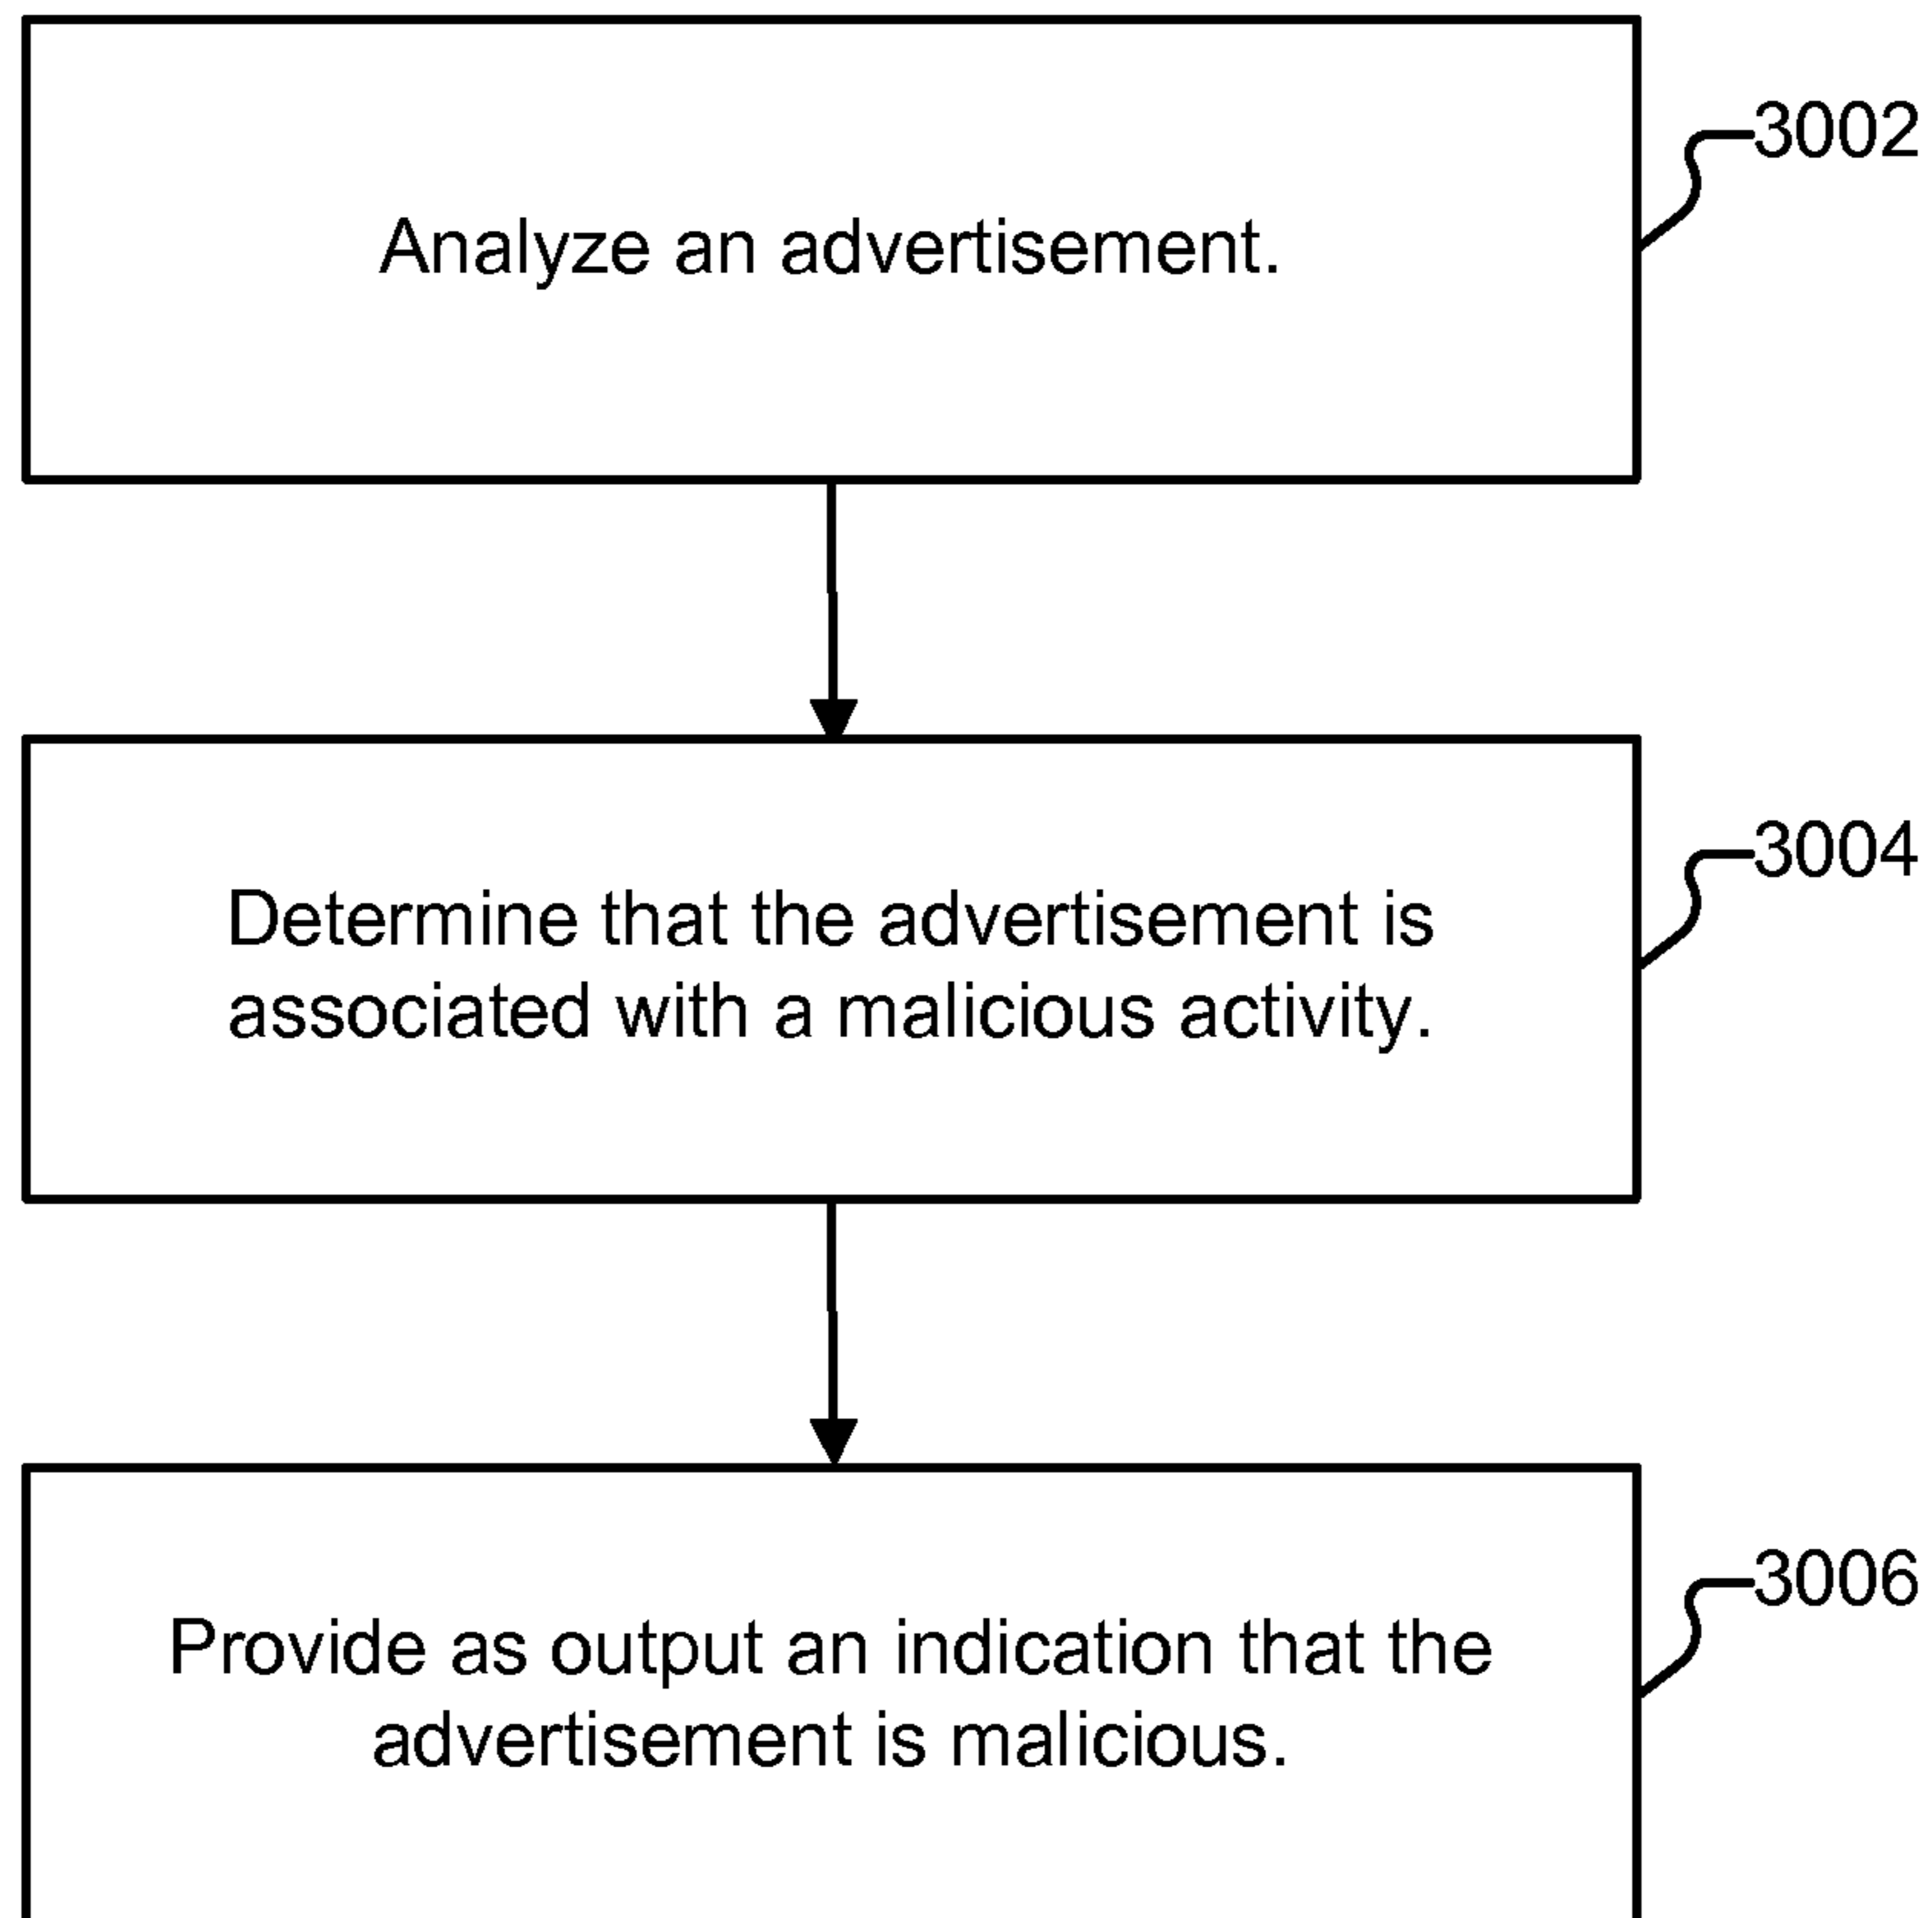 3002
Analyze an advertisement.
3004
Determine that the advertisement is
associated with a malicious activity.
3006
Provide as output an indication that the
advertisement is malicious.